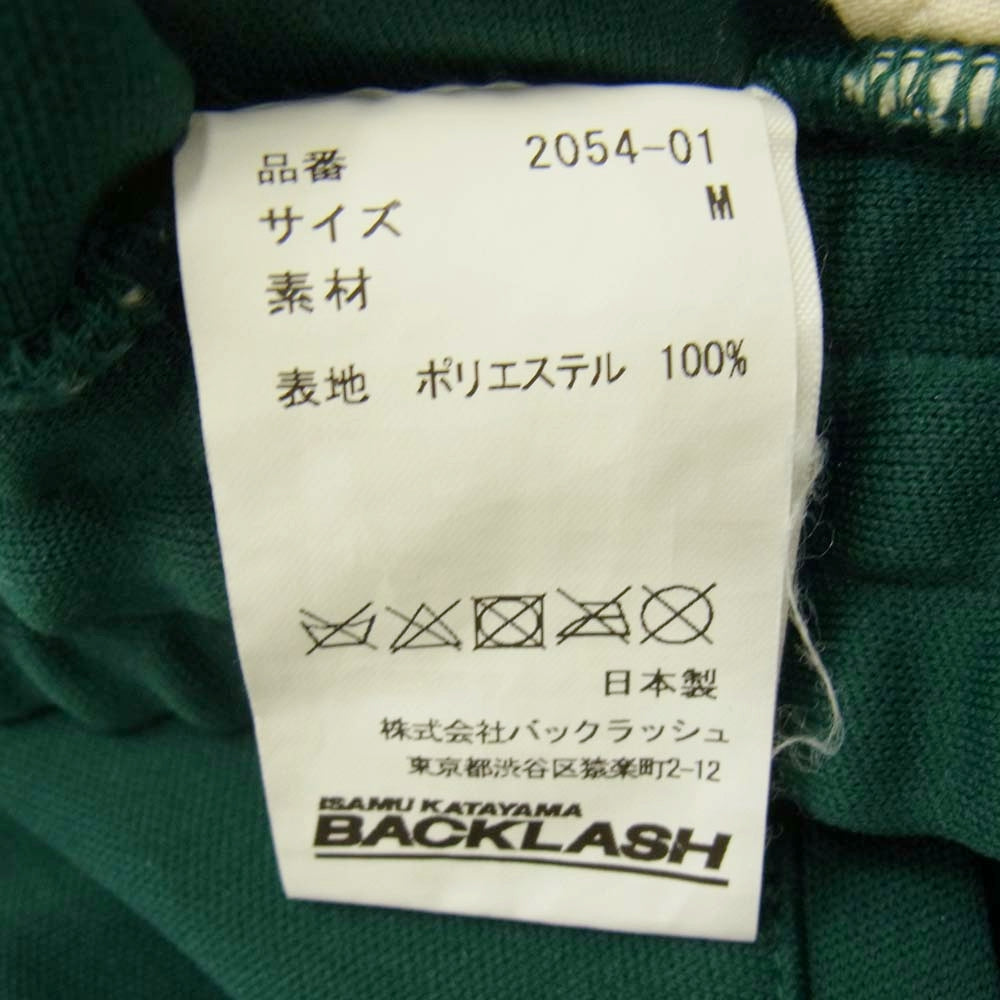 品番 2054-01
サイズ M
素材
表地 ポリエステル 100%
日本製
株式会社バックラッシュ
東京都渋谷区猿楽町2-12
ISAMU KATAYAMA
BACKLASH